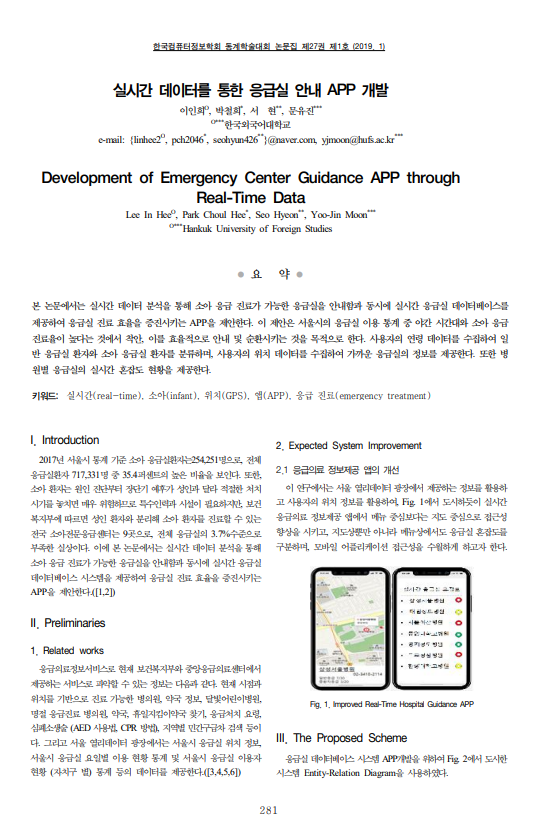 한국컴퓨터정보학회 동계학술대회 논문집 제27권 제1호 (2019. 1)
실시간 데이터를 통한 응급실 안내 APP 개발
이인희O, 박철희*, 서 현**, 문유진***
O***한국외국어대학교
e-mail: {linhee2O, pch2046*, seohyun426**}@naver.com, yjmoon@hufs.ac.kr***
Development of Emergency Center Guidance APP through
Real-Time Data
Lee In HeeO, Park Choul Hee*, Seo Hyeon**, Yoo-Jin Moon***
O***Hankuk University of Foreign Studies
● 요 약 ●
본 논문에서는 실시간 데이터 분석을 통해 소아 응급 진료가 가능한 응급실을 안내함과 동시에 실시간 응급실 데이터베이스를
제공하여 응급실 진료 효율을 증진시키는 APP을 제안한다. 이 제안은 서울시의 응급실 이용 통계 중 야간 시간대와 소아 응급
진료율이 높다는 것에서 착안, 이를 효율적으로 안내 및 순환시키는 것을 목적으로 한다. 사용자의 연령 데이터를 수집하여 일
반 응급실 환자와 소아 응급실 환자를 분류하며, 사용자의 위치 데이터를 수집하여 가까운 응급실의 정보를 제공한다. 또한 병
원별 응급실의 실시간 혼잡도 현황을 제공한다.
키워드: 실시간(real-time), 소아(infant), 위치(GPS), 앱(APP), 응급 진료(emergency treatment)
I. Introduction
2017년 서울시 통계 기준 소아 응급실환자는254,251명으로, 전체
응급실환자 717,331명 중 35.4퍼센트의 높은 비율을 보인다. 또한,
소아 환자는 원인 진단부터 장단기 예후가 성인과 달라 적절한 처치
시기를 놓치면 매우 위험하므로 특수인력과 시설이 필요하지만, 보건
복지부에 따르면 성인 환자와 분리해 소아 환자를 진료할 수 있는
전국 소아전문응급센터는 9곳으로, 전체 응급실의 3.7%수준으로
부족한 실상이다. 이에 본 논문에서는 실시간 데이터 분석을 통해
소아 응급 진료가 가능한 응급실을 안내함과 동시에 실시간 응급실
데이터베이스 시스템을 제공하여 응급실 진료 효율을 증진시키는
APP을 제안한다.([1,2])
II. Preliminaries
1. Related works
응급의료정보서비스로 현재 보건복지부와 중앙응급의료센터에서
제공하는 서비스로 파악할 수 있는 정보는 다음과 같다. 현재 시점과
위치를 기반으로 진료 가능한 병의원, 약국 정보, 달빛어린이병원,
명절 응급진료 병의원, 약국, 휴일지킴이약국 찾기, 응급처치 요령,
심폐소생술 (AED 사용법, CPR 방법), 지역별 민간구급차 검색 등이
다. 그리고 서울 열린데이터 광장에서는 서울시 응급실 위치 정보,
서울시 응급실 요일별 이용 현황 통계 및 서울시 응급실 이용자
현황 (자치구 별) 통계 등의 데이터를 제공한다.([3,4,5,6])
2. Expected System Improvement
2.1 응급의료 정보제공 앱의 개선
이 연구에서는 서울 열린데이터 광장에서 제공하는 정보를 활용하
고 사용자의 위치 정보를 활용하여, Fig. 1에서 도시하듯이 실시간
응급의료 정보제공 앱에서 메뉴 중심보다는 지도 중심으로 접근성
향상을 시키고, 지도상뿐만 아니라 메뉴상에서도 응급실 혼잡도를
구분하며, 모바일 어플리케이션 접근성을 수월하게 하고자 한다.
삼성서울병원
02-3410-2114
실시간 응급실 혼잡도
삼성서울병원
Fig. 1. Improved Real-Time Hospital Guidance APP
III. The Proposed Scheme
응급실 데이터베이스 시스템 APP개발을 위하여 Fig. 2에서 도시한
시스템 Entity-Relation Diagram을 사용하였다.
281